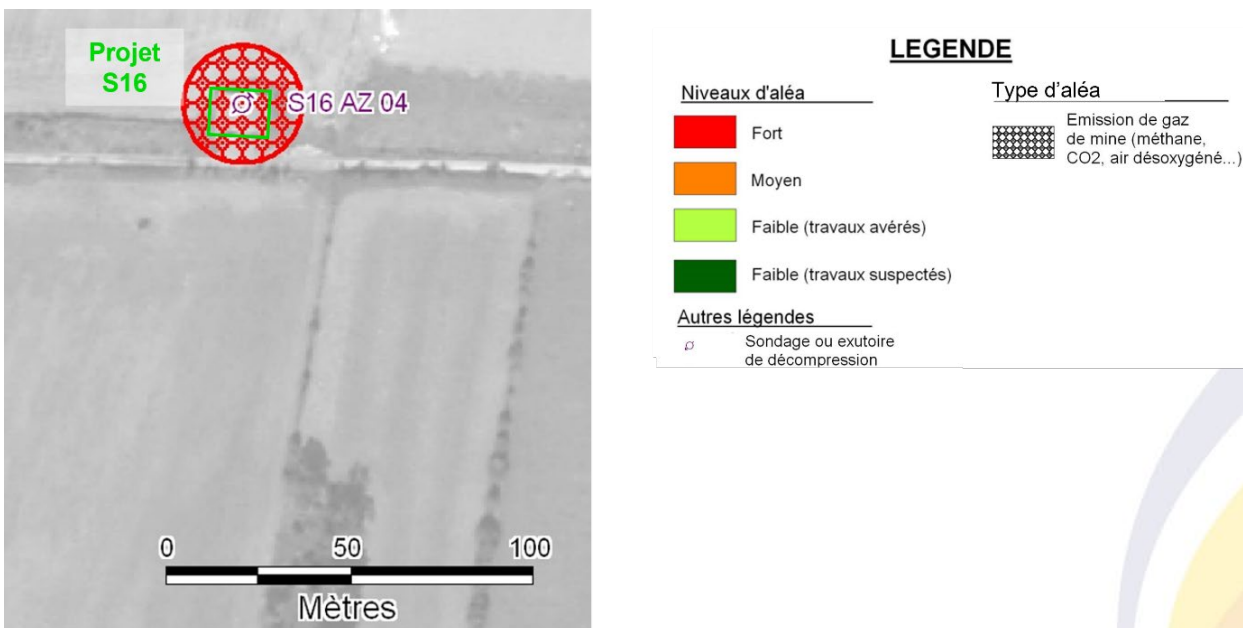 Projet
S16
S16 AZ 04
0 50 100
Mètres
LEGENDE
Niveaux d'aléa
Fort
Moyen
Faible (travaux avérés)
Faible (travaux suspectés)
Autres légendes
Sondage ou exutoire
de décompression
Type d’aléa
Emission de gaz
de mine (méthane,
CO2, air désoxygéné...)